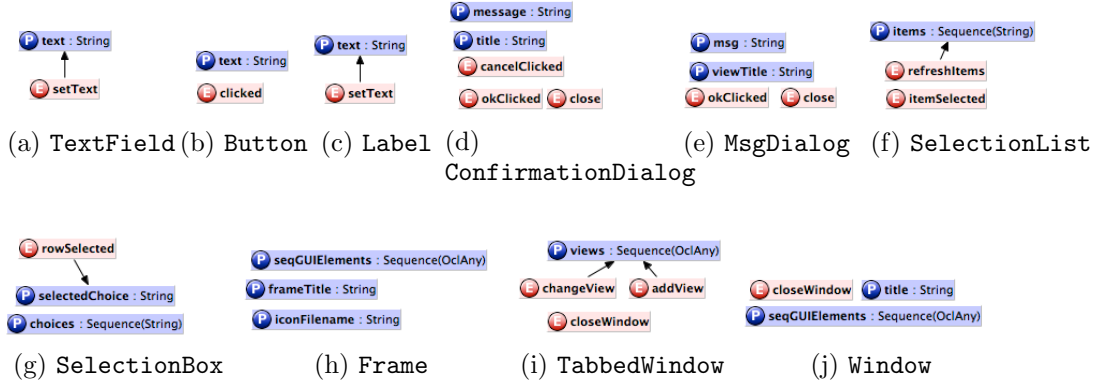 P text : String
E setText
(a) TextField
P text : String
E clicked
(b) Button
P text : String
E setText
(c) Label
P message : String
P title : String
E cancelClicked
E okClicked E close
(d)
ConfirmationDialog
P msg : String
P viewTitle : String
E okClicked E close
(e) MsgDialog
P items : Sequence(String)
E refreshItems
E itemSelected
(f) SelectionList
E rowSelected
P selectedChoice : String
P choices : Sequence(String)
(g) SelectionBox
P seqGUIElements : Sequence(OclAny)
P frameTitle : String
P iconFilename : String
(h) Frame
P views : Sequence(OclAny)
E changeView E addView
E closeWindow
(i) TabbedWindow
E closeWindow P title : String
P seqGUIElements : Sequence(OclAny)
(j) Window